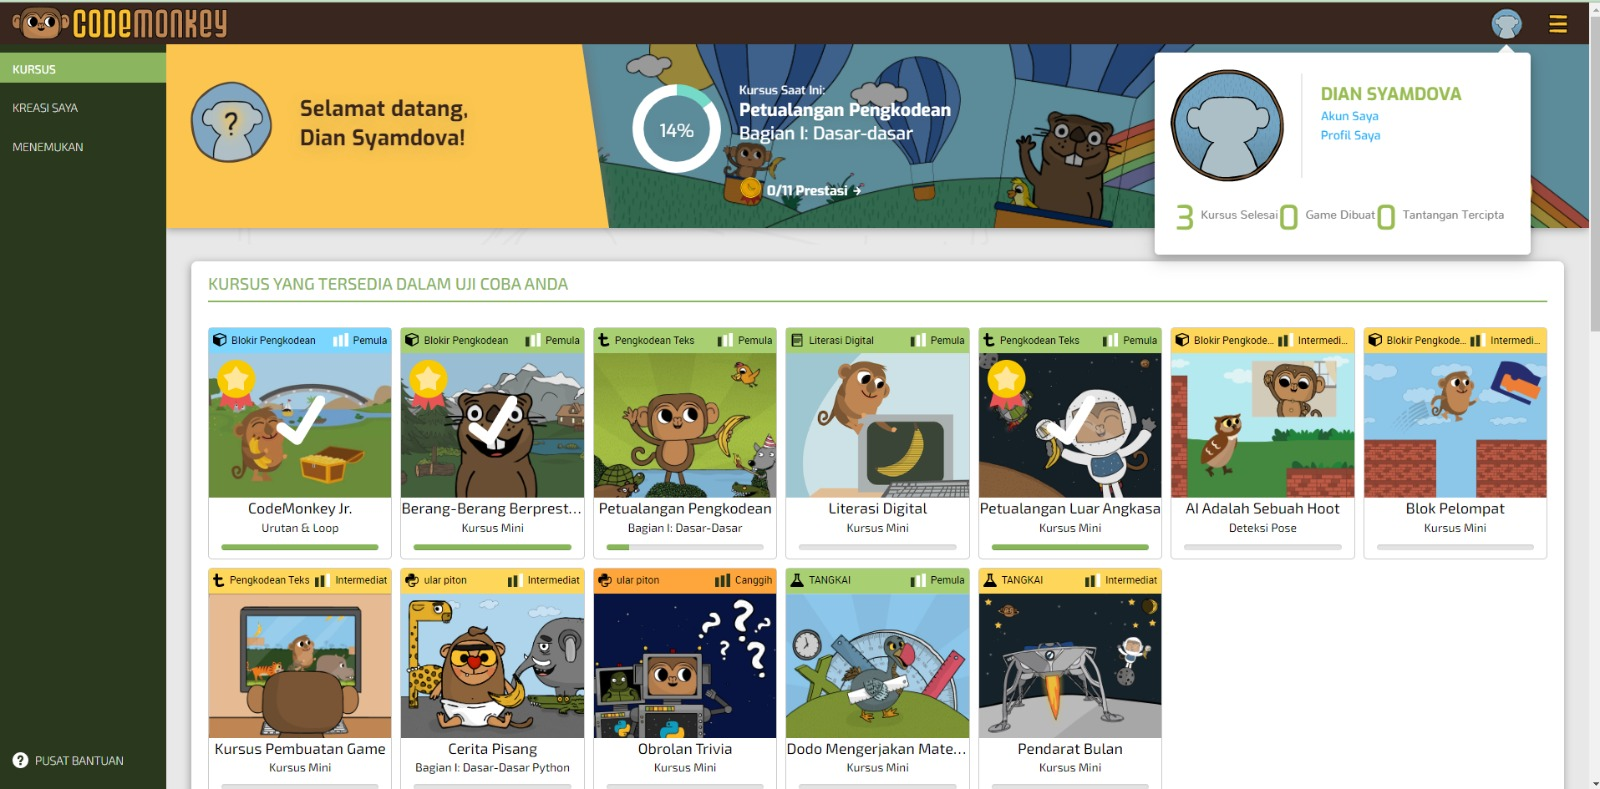 CODEMONKEY
KURSUS
KREASI SAYA
MENEMUKAN
PUSAT BANTUAN
?
Selamat datang,
Dian Syamdova!
14%
Kursus Saat Ini:
Petualangan Pengkodean
Bagian I: Dasar-dasar
0/11 Prestasi →
DIAN SYAMDOVA
Akun Saya
Profil Saya
3 Kursus Selesai 0 Game Dibuat 0 Tantangan Tercipta
KURSUS YANG TERSEDIA DALAM UJI COBA ANDA
Blokir Pengkodean Pemula
CodeMonkey Jr.
Urutan & Loop
Blokir Pengkodean Pemula
Berang-Berang Berprest...
Kursus Mini
Pengkodean Teks Pemula
Petualangan Pengkodean
Bagian I: Dasar-Dasar
Literasi Digital Pemula
Literasi Digital
Kursus Mini
Pengkodean Teks Pemula
Petualangan Luar Angkasa
Kursus Mini
Blokir Pengkode... Intermedi...
AI Adalah Sebuah Hoot
Deteksi Pose
Blokir Pengkode... Intermedi...
Blok Pelompat
Kursus Mini
Pengkodean Teks Intermediat
Kursus Pembuatan Game
Kursus Mini
ular piton Intermediat
Cerita Pisang
Bagian I: Dasar-Dasar Python
ular piton Canggih
? ? ? ? ?
Obrolan Trivia
Kursus Mini
TANGKAI Pemula
Dodo Mengerjakan Mate...
Kursus Mini
TANGKAI Intermediat
Pendarat Bulan
Kursus Mini